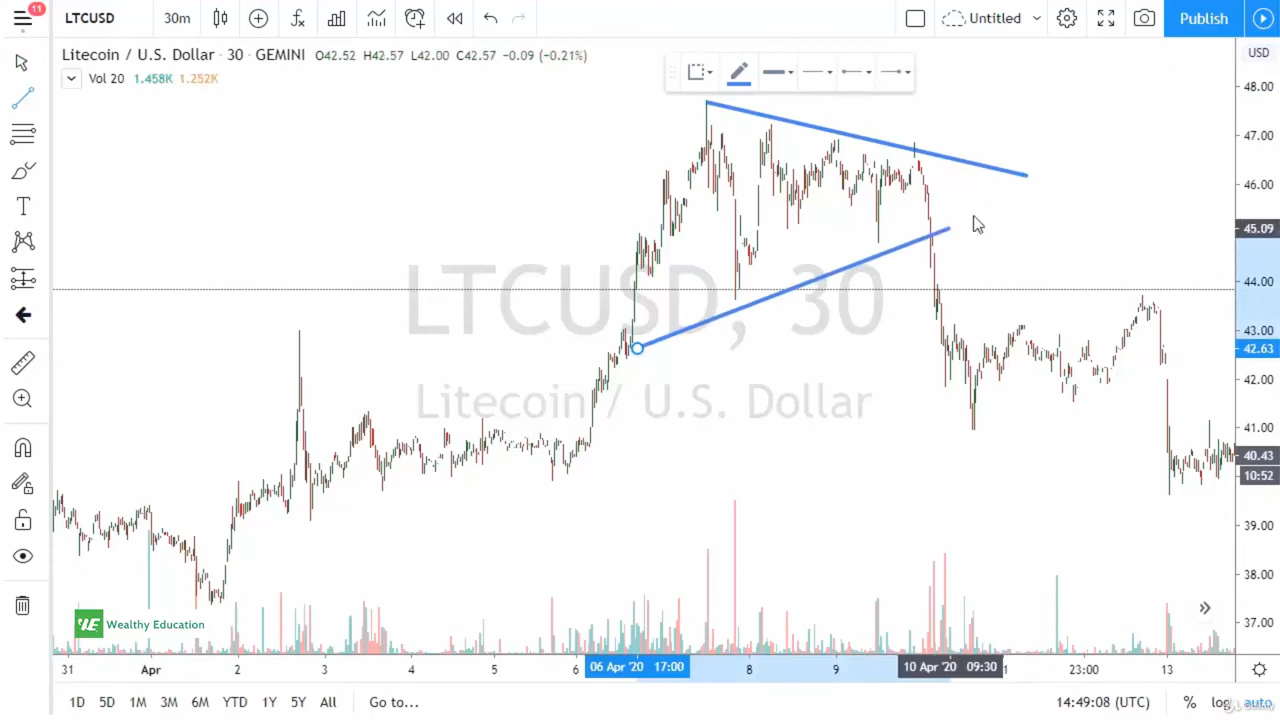 11
LTCUSD
30m
Untitled
Publish
Litecoin / U.S. Dollar · 30 · GEMINI O42.52 H42.57 L42.00 C42.57 −0.09 (−0.21%)
Vol 20 1.458K 1.252K
USD
48.00
47.00
46.00
45.09
44.00
43.00
42.63
42.00
41.00
40.43
10:52
39.00
38.00
37.00
LTCUSD, 30
Litecoin / U.S. Dollar
Wealthy Education
31 Apr 2 3 4 5 6 06 Apr '20 17:00 8 9 10 Apr '20 09:30 1 23:00 13
1D 5D 1M 3M 6M YTD 1Y 5Y All Go to... 14:49:08 (UTC) % log auto